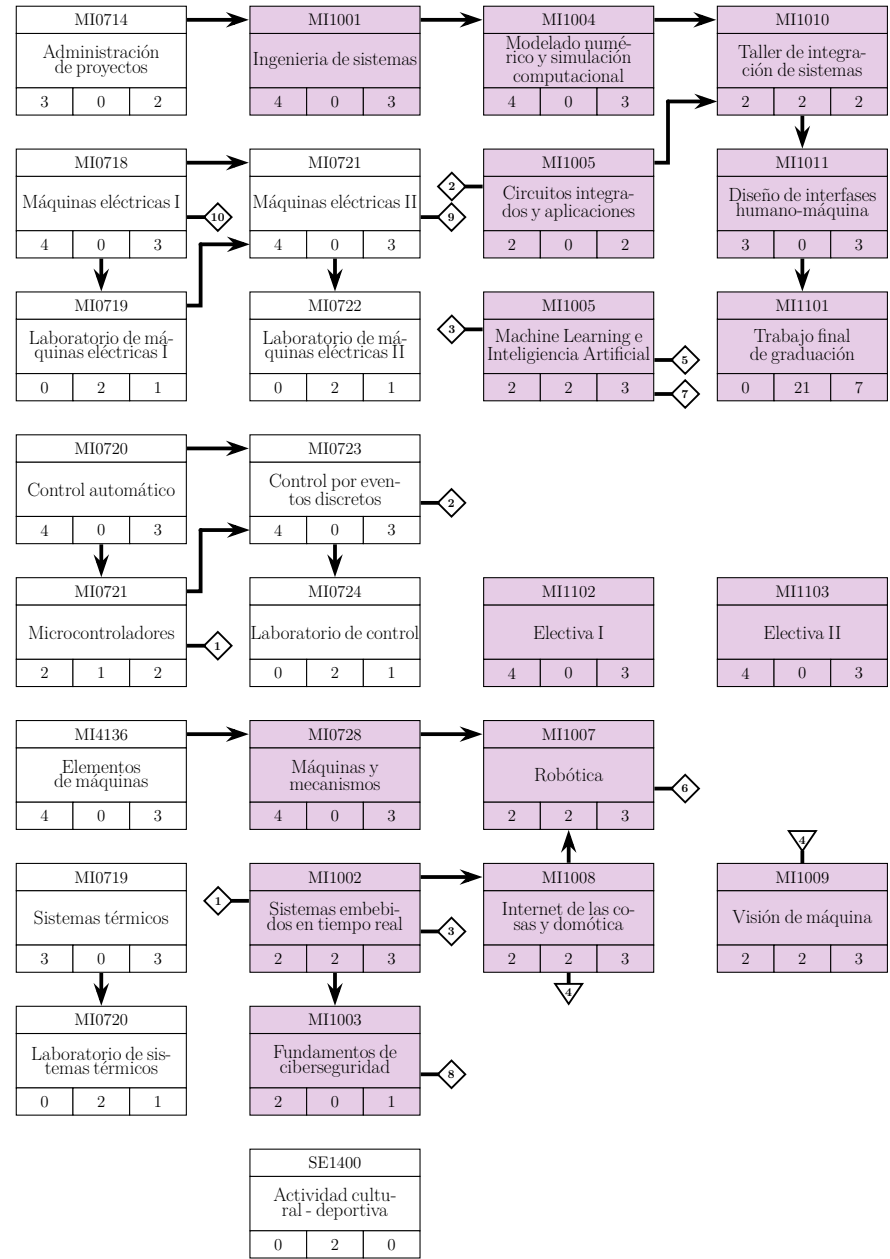 MI0714
Administración
de proyectos
3 0 2
MI1001
Ingenieria de sistemas
4 0 3
MI1004
Modelado numé-
rico y simulación
computacional
4 0 3
MI1010
Taller de integra-
ción de sistemas
2 2 2
MI0718
Máquinas eléctricas I
4 0 3
10
MI0721
Máquinas eléctricas II
4 0 3
9
2
MI1005
Circuitos integra-
dos y aplicaciones
2 0 2
MI1011
Diseño de interfases
humano-máquina
3 0 3
MI0719
Laboratorio de má-
quinas eléctricas I
0 2 1
MI0722
Laboratorio de má-
quinas eléctricas II
0 2 1
3
MI1005
Machine Learning e
Inteligiencia Artificial
2 2 3
5
7
MI1101
Trabajo final
de graduación
0 21 7
MI0720
Control automático
4 0 3
MI0723
Control por even-
tos discretos
4 0 3
2
MI0721
Microcontroladores
2 1 2
1
MI0724
Laboratorio de control
0 2 1
MI1102
Electiva I
4 0 3
MI1103
Electiva II
4 0 3
MI4136
Elementos
de máquinas
4 0 3
MI0728
Máquinas y
mecanismos
4 0 3
MI1007
Robótica
2 2 3
6
MI0719
Sistemas térmicos
3 0 3
1
MI1002
Sistemas embebi-
dos en tiempo real
2 2 3
3
MI1008
Internet de las co-
sas y domótica
2 2 3
4
4
MI1009
Visión de máquina
2 2 3
MI0720
Laboratorio de sis-
temas térmicos
0 2 1
MI1003
Fundamentos de
ciberseguridad
2 0 1
8
SE1400
Actividad cultu-
ral - deportiva
0 2 0